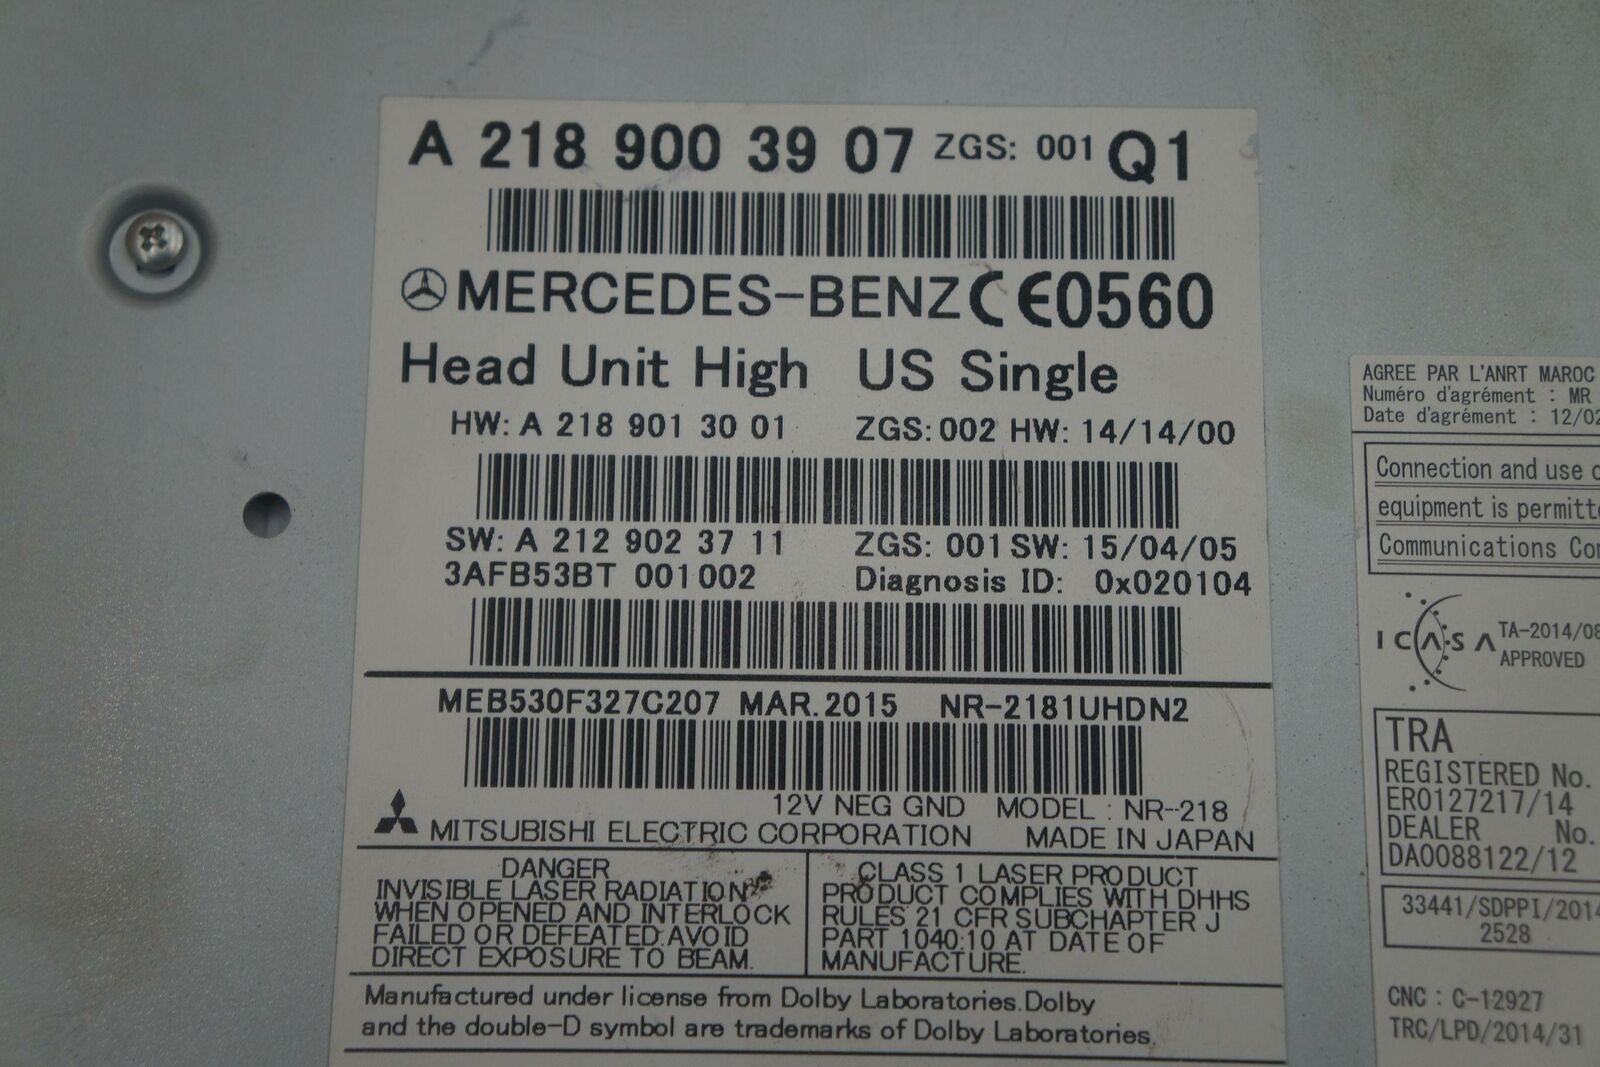 A 218 900 39 07 ZGS: 001 Q1
MERCEDES-BENZ CE0560
Head Unit High US Single
HW: A 218 901 30 01 ZGS: 002 HW: 14/14/00
SW: A 212 902 37 11 ZGS: 001 SW: 15/04/05
3AFB53BT 001002 Diagnosis ID: 0x020104
MEB530F327C207 MAR.2015 NR-2181UHDN2
12V NEG GND MODEL : NR-218
MITSUBISHI ELECTRIC CORPORATION MADE IN JAPAN
DANGER
INVISIBLE LASER RADIATION
WHEN OPENED AND INTERLOCK
FAILED OR DEFEATED.AVOID
DIRECT EXPOSURE TO BEAM.
CLASS 1 LASER PRODUCT
PRODUCT COMPLIES WITH DHHS
RULES 21 CFR SUBCHAPTER J
PART 1040.10 AT DATE OF
MANUFACTURE.
Manufactured under license from Dolby Laboratories.Dolby
and the double-D symbol are trademarks of Dolby Laboratories.
AGREE PAR L'ANRT MAROC
Numéro d'agrément : MR
Date d'agrément : 12/02
Connection and use
equipment is
Communications
ICASA TA-2014/08
APPROVED
TRA
REGISTERED No.
ER0127217/14
DEALER No.
DA0088122/12
33441/SDPPI/2014
2528
CNC : C-12927
TRC/LPD/2014/31